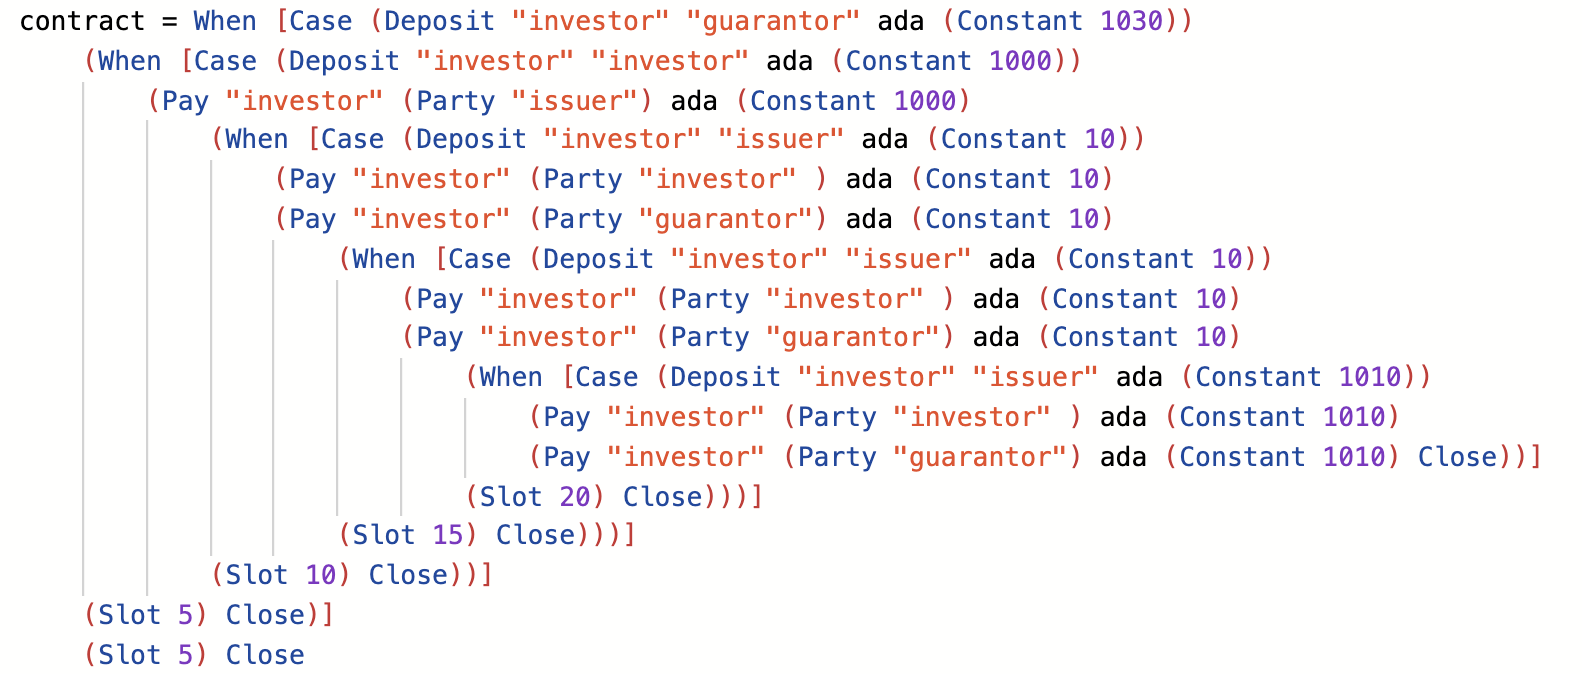 contract = When [Case (Deposit "investor" "guarantor" ada (Constant 1030))
    (When [Case (Deposit "investor" "investor" ada (Constant 1000))
        (Pay "investor" (Party "issuer") ada (Constant 1000)
            (When [Case (Deposit "investor" "issuer" ada (Constant 10))
                (Pay "investor" (Party "investor" ) ada (Constant 10)
                (Pay "investor" (Party "guarantor") ada (Constant 10)
                    (When [Case (Deposit "investor" "issuer" ada (Constant 10))
                        (Pay "investor" (Party "investor" ) ada (Constant 10)
                        (Pay "investor" (Party "guarantor") ada (Constant 10)
                            (When [Case (Deposit "investor" "issuer" ada (Constant 1010))
                                (Pay "investor" (Party "investor" ) ada (Constant 1010)
                                (Pay "investor" (Party "guarantor") ada (Constant 1010) Close))]
                            (Slot 20) Close)))]
                    (Slot 15) Close)))]
            (Slot 10) Close))]
    (Slot 5) Close)]
    (Slot 5) Close